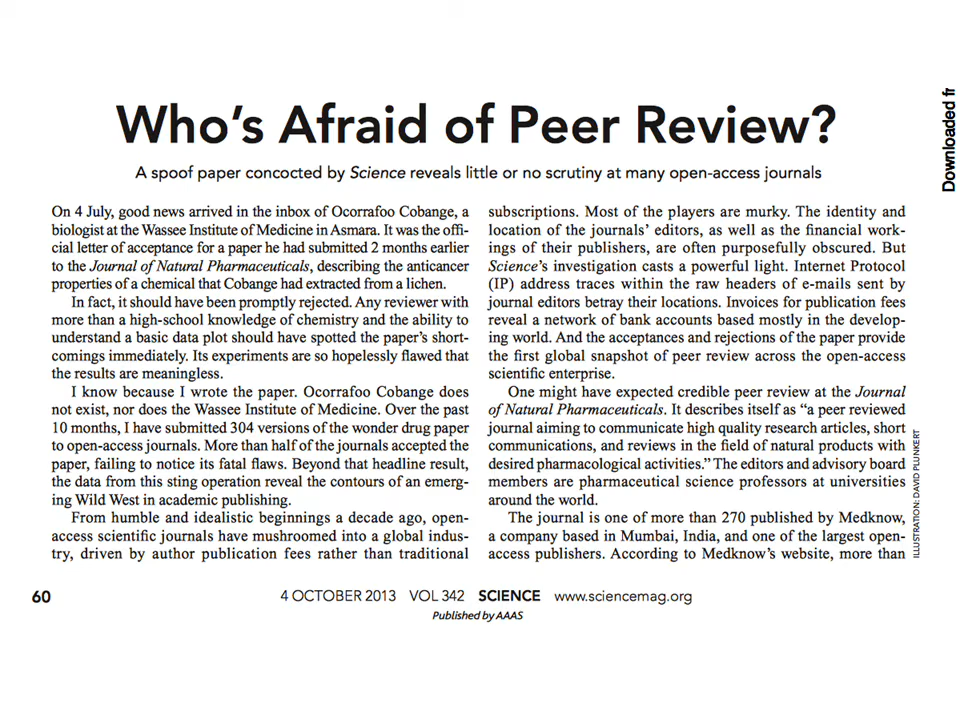 Who's Afraid of Peer Review?
A spoof paper concocted by Science reveals little or no scrutiny at many open-access journals
On 4 July, good news arrived in the inbox of Ocorrafoo Cobange, a
biologist at the Wassee Institute of Medicine in Asmara. It was the offi-
cial letter of acceptance for a paper he had submitted 2 months earlier
to the Journal of Natural Pharmaceuticals, describing the anticancer
properties of a chemical that Cobange had extracted from a lichen.
In fact, it should have been promptly rejected. Any reviewer with
more than a high-school knowledge of chemistry and the ability to
understand a basic data plot should have spotted the paper's short-
comings immediately. Its experiments are so hopelessly flawed that
the results are meaningless.
I know because I wrote the paper. Ocorrafoo Cobange does
not exist, nor does the Wassee Institute of Medicine. Over the past
10 months, I have submitted 304 versions of the wonder drug paper
to open-access journals. More than half of the journals accepted the
paper, failing to notice its fatal flaws. Beyond that headline result,
the data from this sting operation reveal the contours of an emerg-
ing Wild West in academic publishing.
From humble and idealistic beginnings a decade ago, open-
access scientific journals have mushroomed into a global indus-
try, driven by author publication fees rather than traditional
subscriptions. Most of the players are murky. The identity and
location of the journals' editors, as well as the financial work-
ings of their publishers, are often purposefully obscured. But
Science's investigation casts a powerful light. Internet Protocol
(IP) address traces within the raw headers of e-mails sent by
journal editors betray their locations. Invoices for publication fees
reveal a network of bank accounts based mostly in the develop-
ing world. And the acceptances and rejections of the paper provide
the first global snapshot of peer review across the open-access
scientific enterprise.
One might have expected credible peer review at the Journal
of Natural Pharmaceuticals. It describes itself as "a peer reviewed
journal aiming to communicate high quality research articles, short
communications, and reviews in the field of natural products with
desired pharmacological activities." The editors and advisory board
members are pharmaceutical science professors at universities
around the world.
The journal is one of more than 270 published by Medknow,
a company based in Mumbai, India, and one of the largest open-
access publishers. According to Medknow's website, more than
ILLUSTRATION: DAVID PLUNKERT
Downloaded fr
60
4 OCTOBER 2013 VOL 342 SCIENCE www.sciencemag.org
Published by AAAS